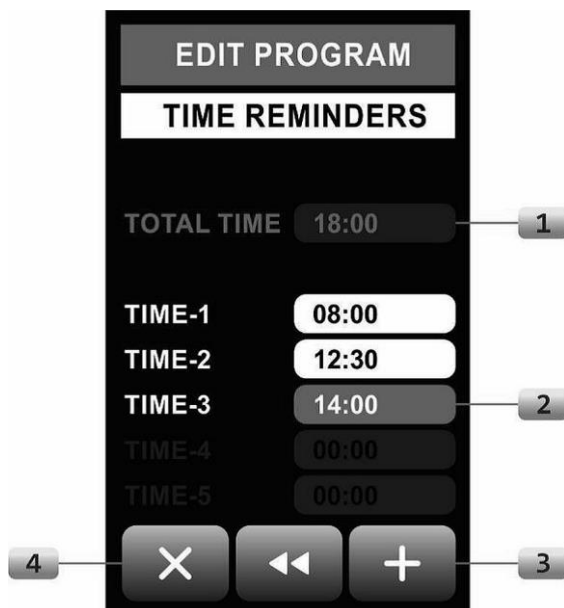 EDIT PROGRAM
TIME REMINDERS
TOTAL TIME 18:00 1
TIME-1 08:00
TIME-2 12:30
TIME-3 14:00 2
TIME-4 00:00
TIME-5 00:00
4 3